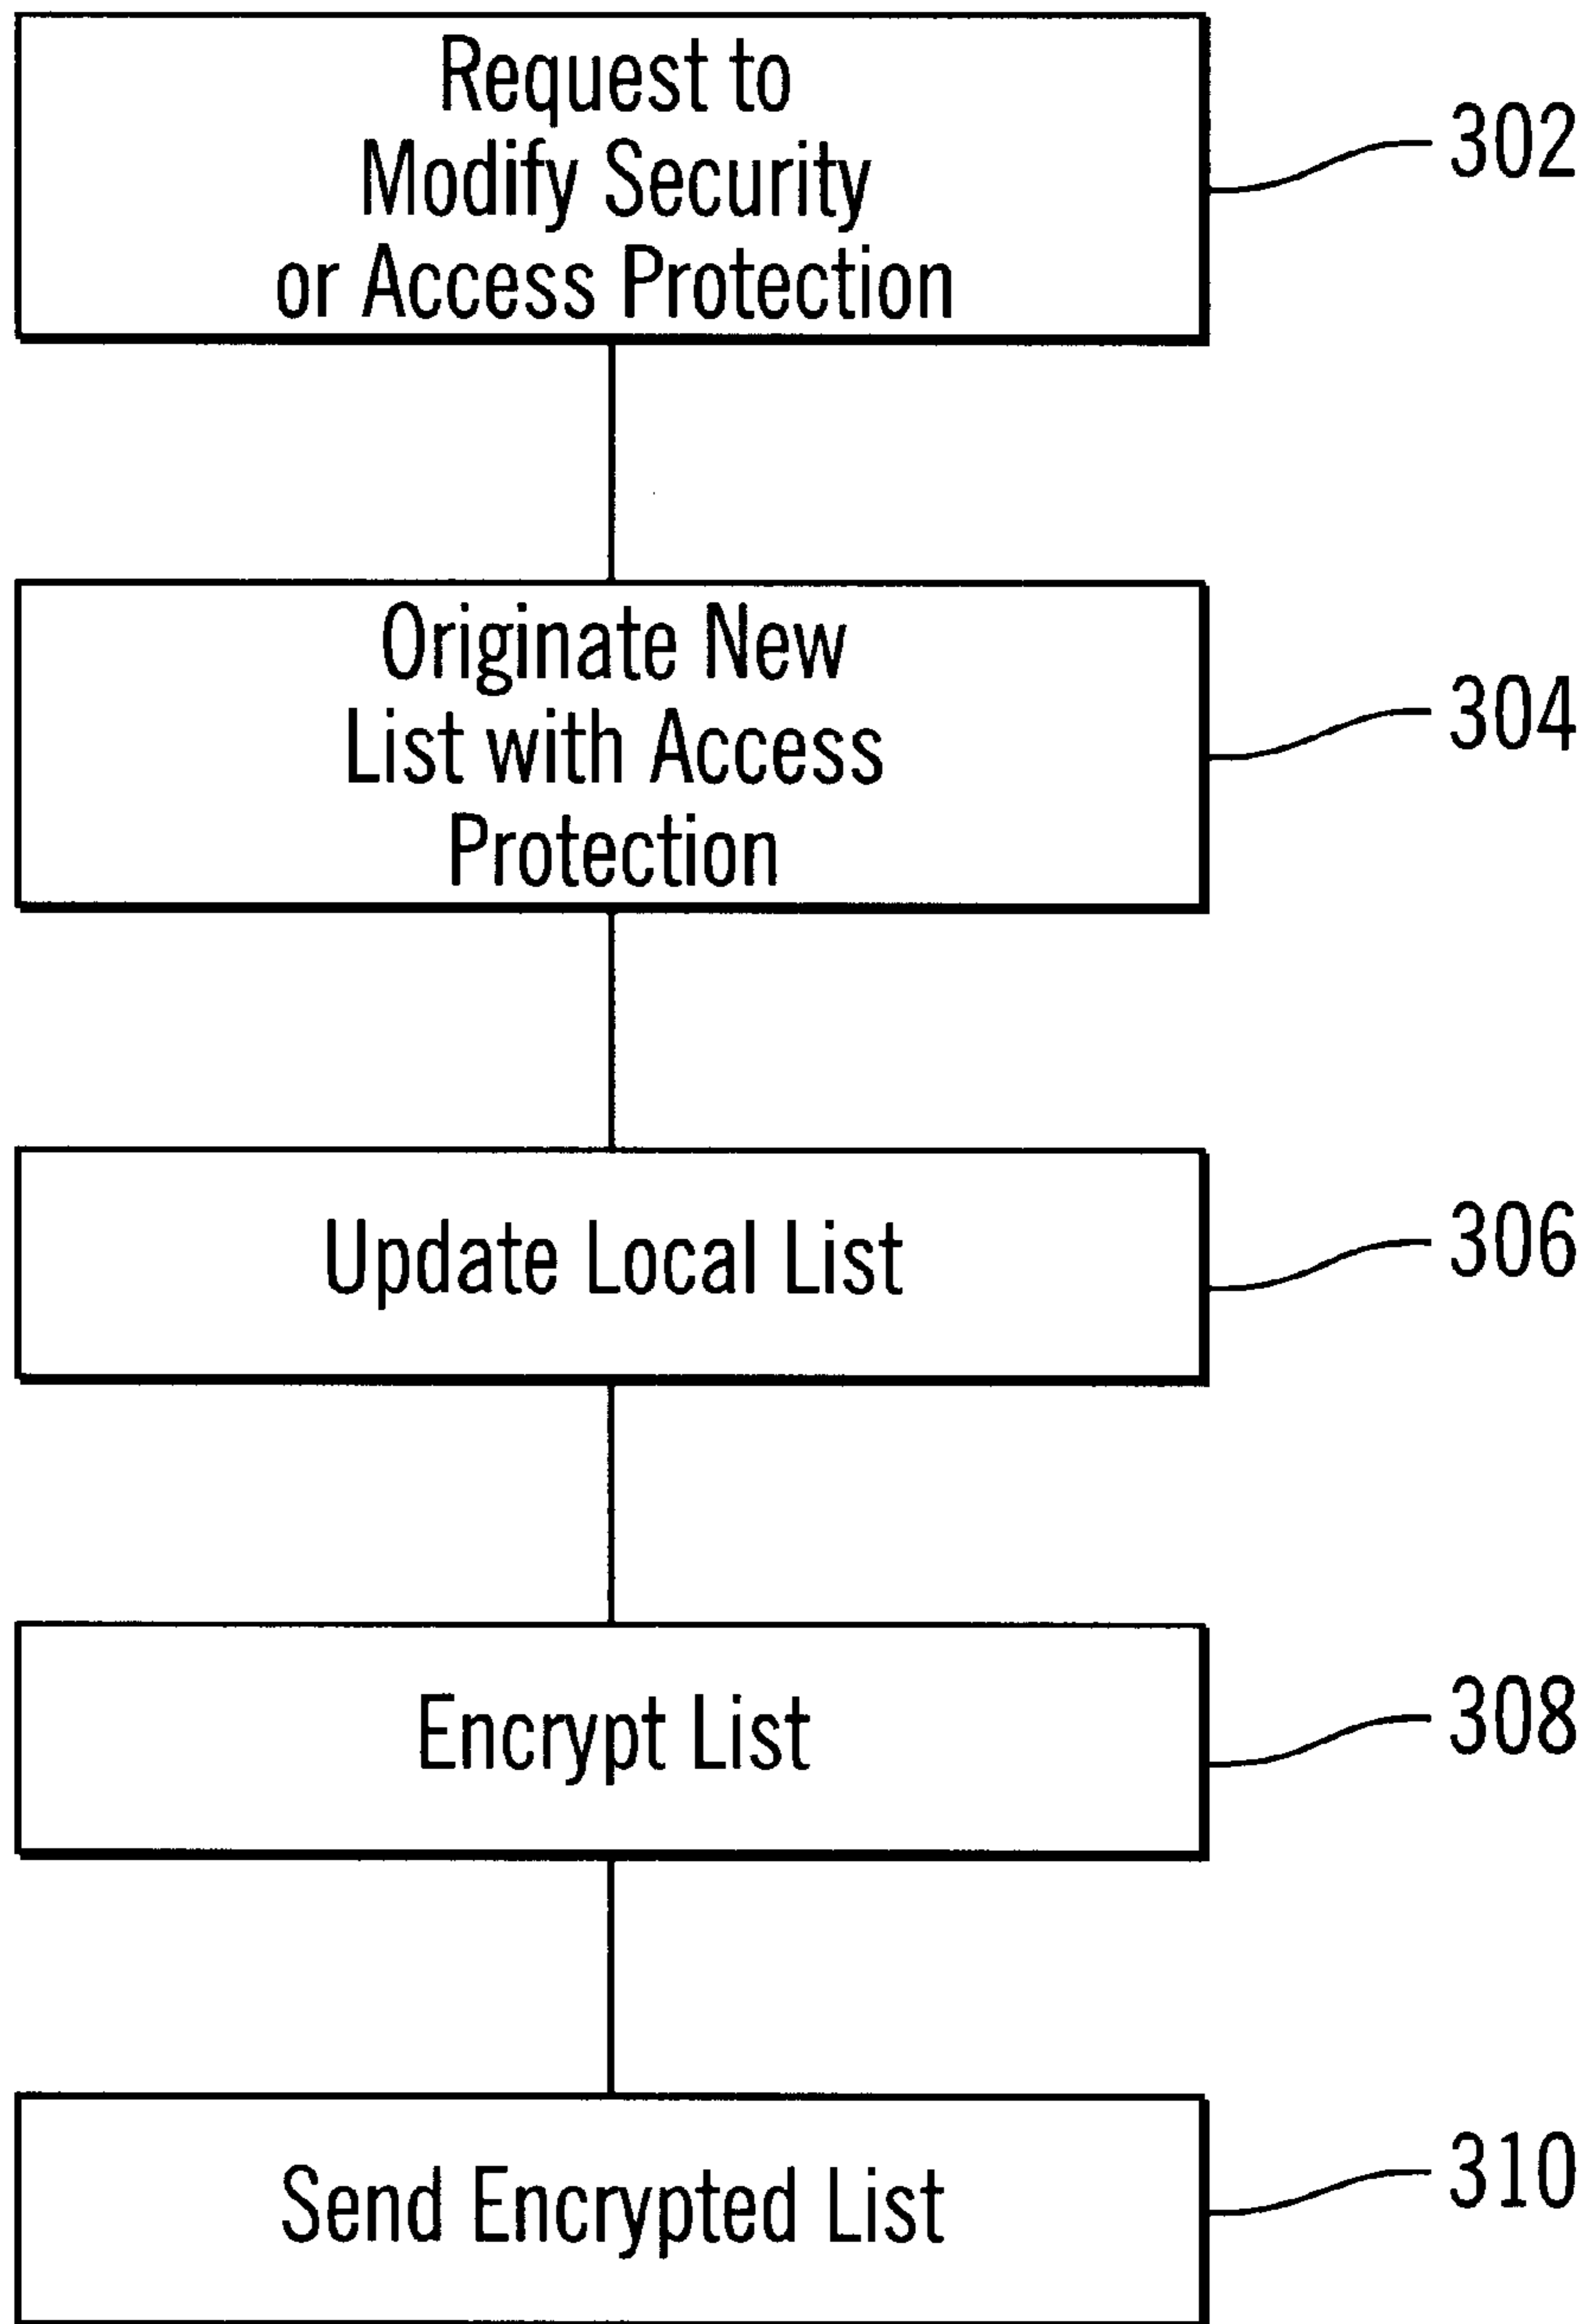 Request to
Modify Security
or Access Protection
302
Originate New
List with Access
Protection
304
Update Local List
306
Encrypt List
308
Send Encrypted List
310